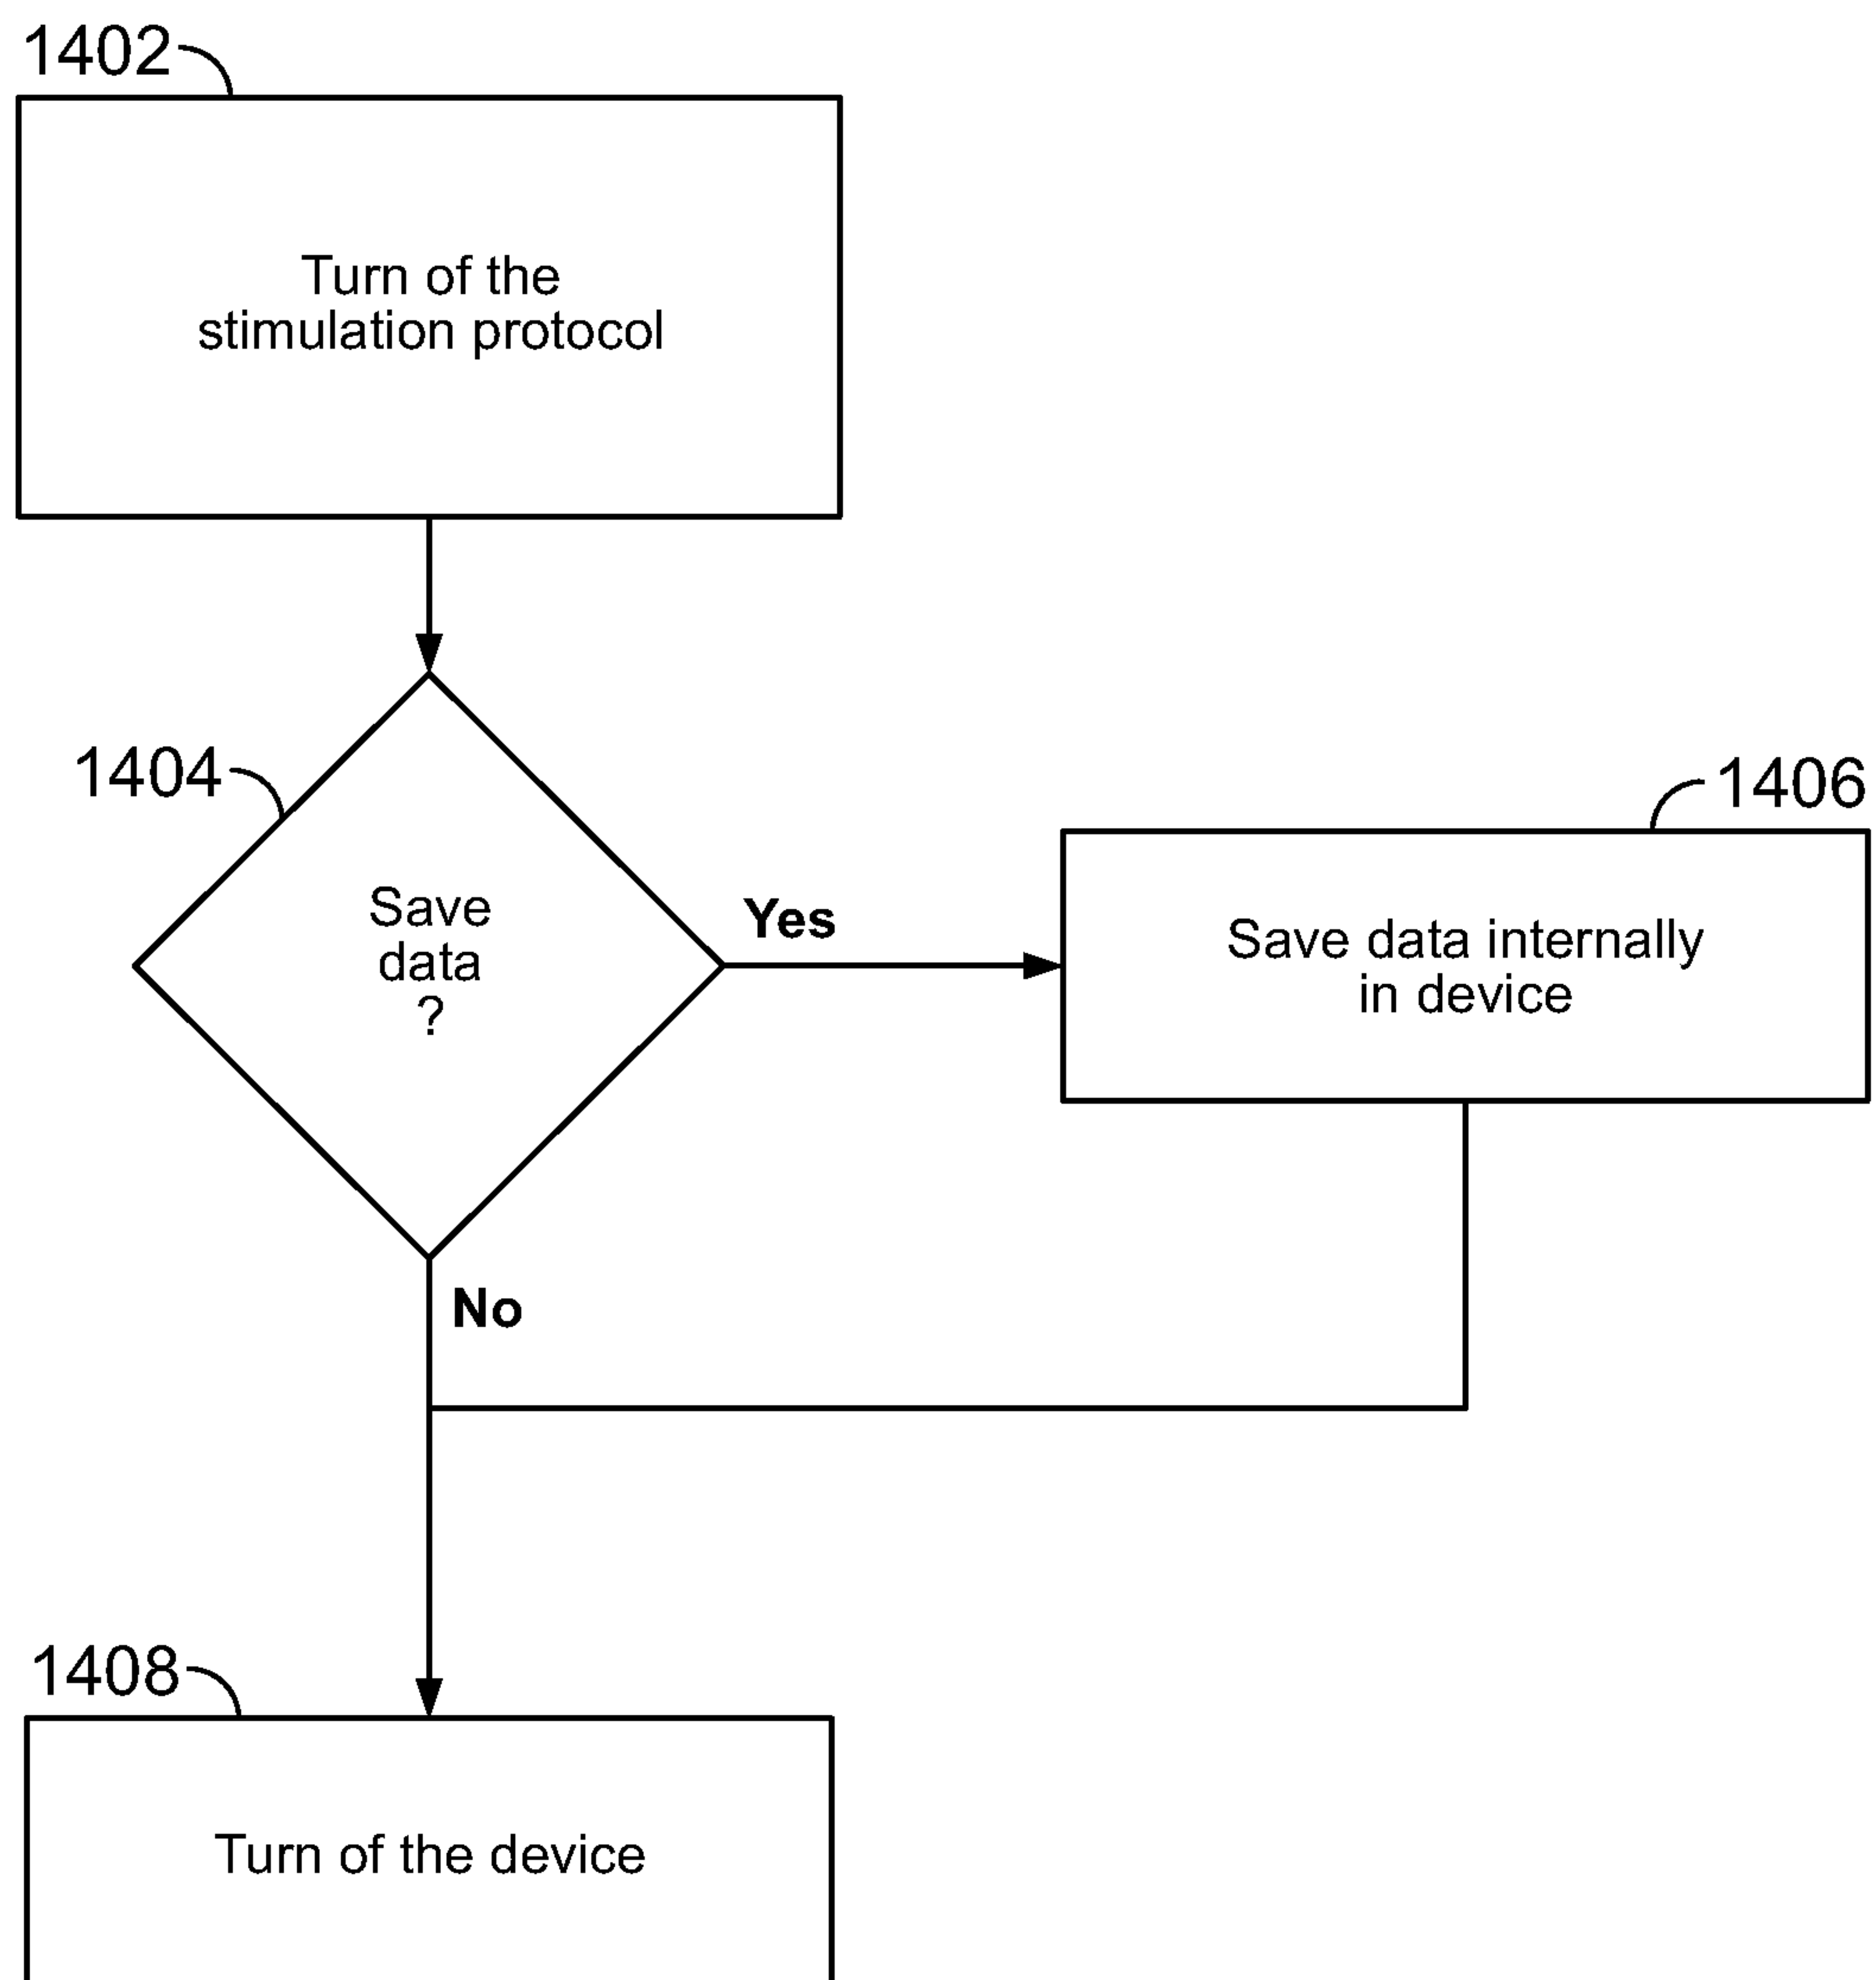 1402
Turn of the
stimulation protocol
1404
Save
data
?
Yes
1406
Save data internally
in device
No
1408
Turn of the device